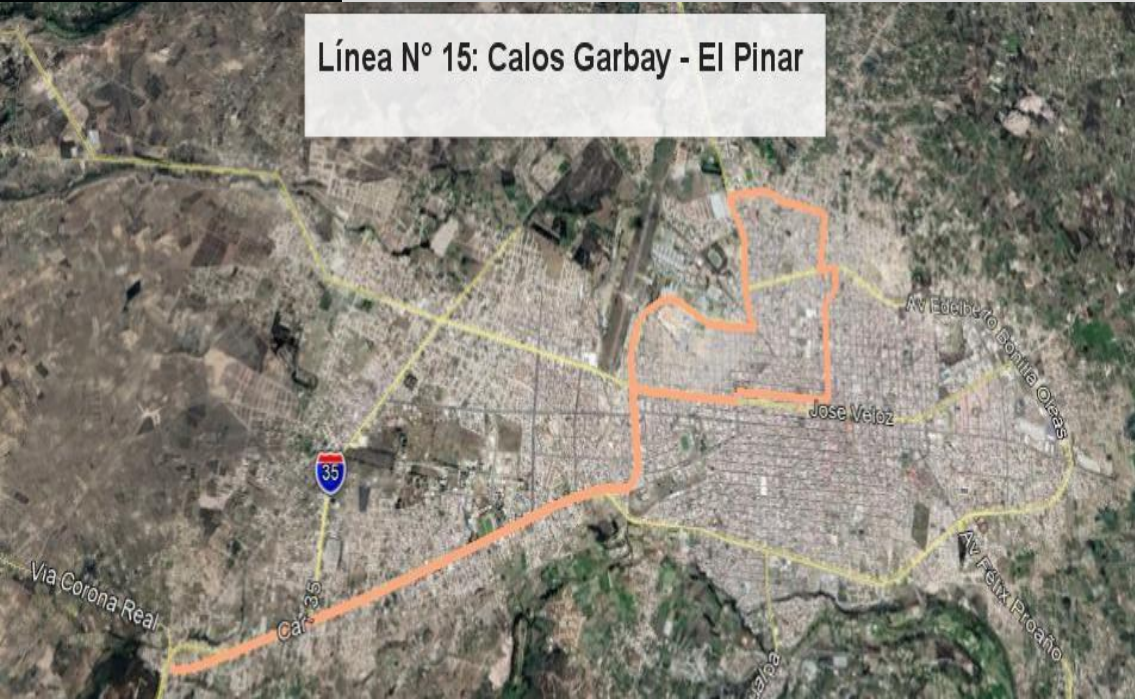 Línea N° 15: Calos Garbay - El Pinar
Av Edelberto Bonilla Oleas
Jose Veloz
35
Via Corona Real
Carr 35
Av Félix Proaño